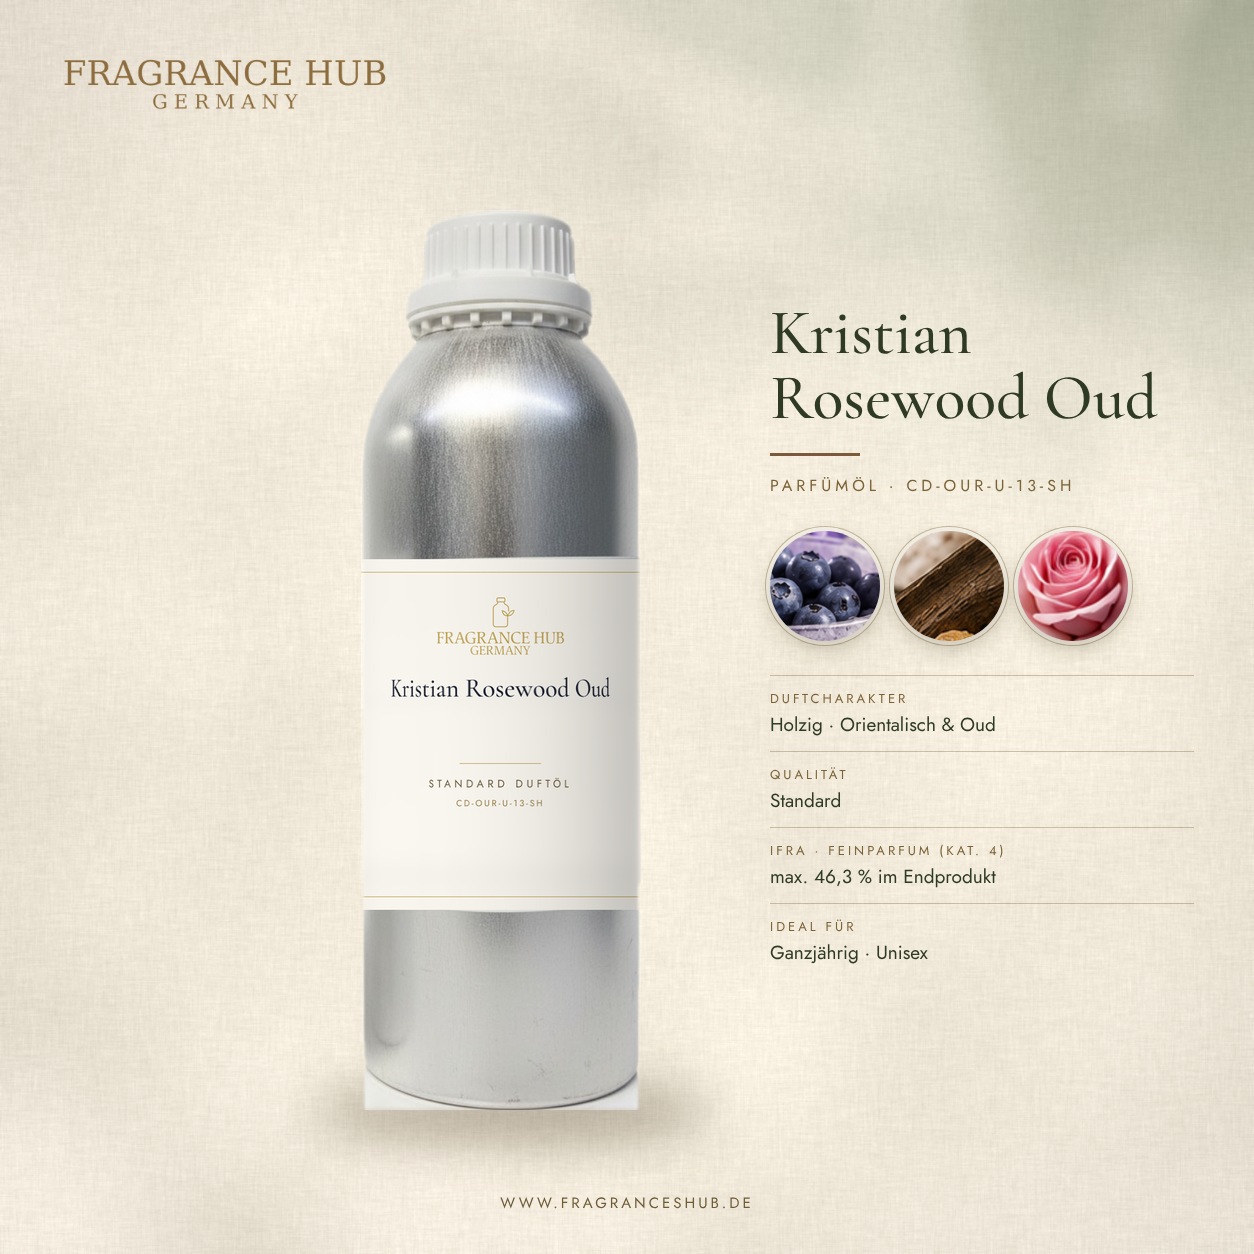 FRAGRANCE HUB
GERMANY
Kristian
Rosewood Oud
PARFÜMÖL · CD-OUR-U-13-SH
FRAGRANCE HUB
GERMANY
Kristian Rosewood Oud
STANDARD DUFTÖL
CD-OUR-U-13-SH
DUFTCHARAKTER
Holzig · Orientalisch & Oud
QUALITÄT
Standard
IFRA · FEINPARFUM (KAT. 4)
max. 46,3 % im Endprodukt
IDEAL FÜR
Ganzjährig · Unisex
WWW.FRAGRANCESHUB.DE